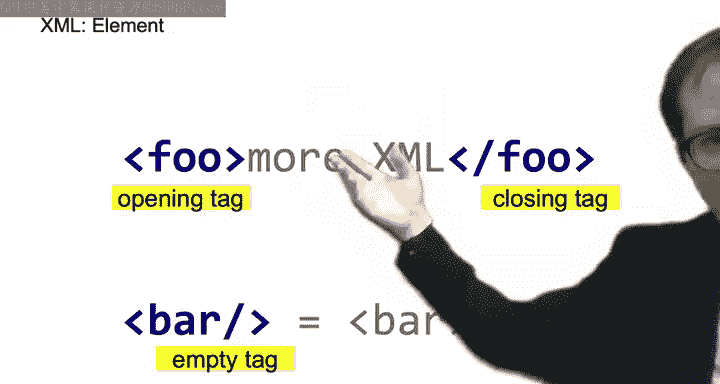 XML: Element
<foo>more XML</foo>
opening tag closing tag
<bar/> = <bar
empty tag